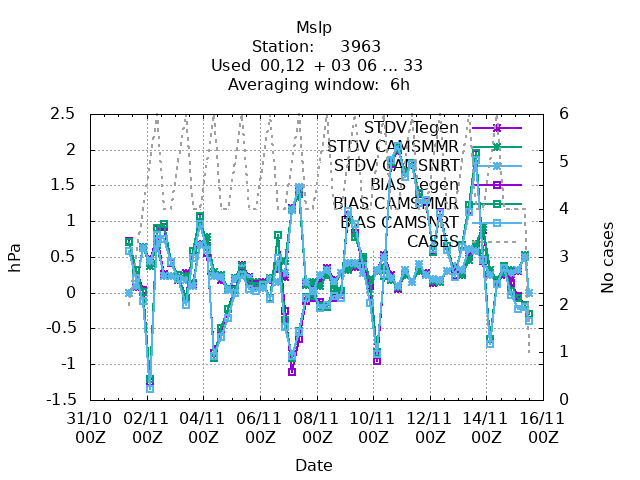 Mslp
Station: 3963
Used 00,12 + 03 06 ... 33
Averaging window: 6h
2.5
2
1.5
1
0.5
0
-0.5
-1
-1.5
hPa
6
5
4
3
2
1
0
No cases
STDV Tegen
STDV CAMSMMR
STDV CAMSNRT
BIAS Tegen
BIAS CAMSMMR
BIAS CAMSNRT
CASES
31/10 02/11 04/11 06/11 08/11 10/11 12/11 14/11 16/11
00Z 00Z 00Z 00Z 00Z 00Z 00Z 00Z 00Z
Date